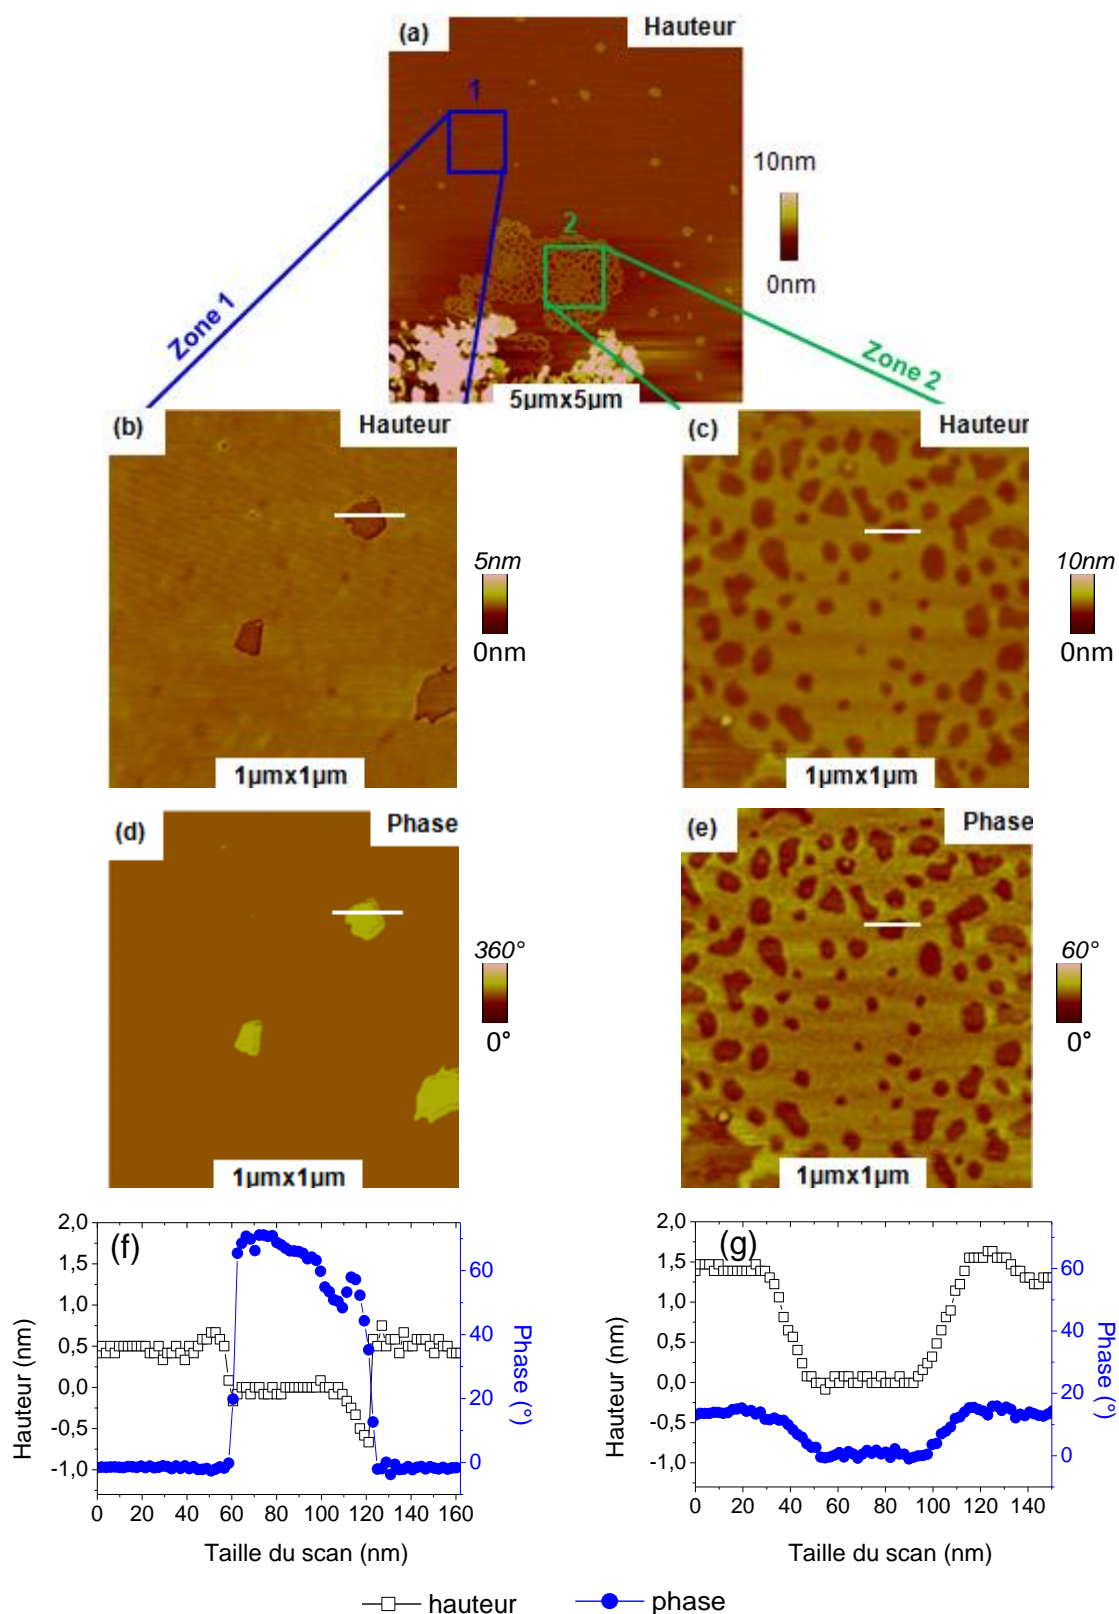 (a)
Hauteur
1
2
10nm
0nm
Zone 1
Zone 2
5µmx5µm
(b)
Hauteur
(c)
Hauteur
5nm
0nm
10nm
0nm
1µmx1µm
1µmx1µm
(d)
Phase
(e)
Phase
360°
0°
60°
0°
1µmx1µm
1µmx1µm
(f)
2,0
1,5
1,0
0,5
0,0
-0,5
-1,0
Hauteur (nm)
60
40
20
0
Phase (°)
0 20 40 60 80 100 120 140 160
Taille du scan (nm)
(g)
2,0
1,5
1,0
0,5
0,0
-0,5
-1,0
Hauteur (nm)
60
40
20
0
Phase (°)
0 20 40 60 80 100 120 140
Taille du scan (nm)
hauteur phase